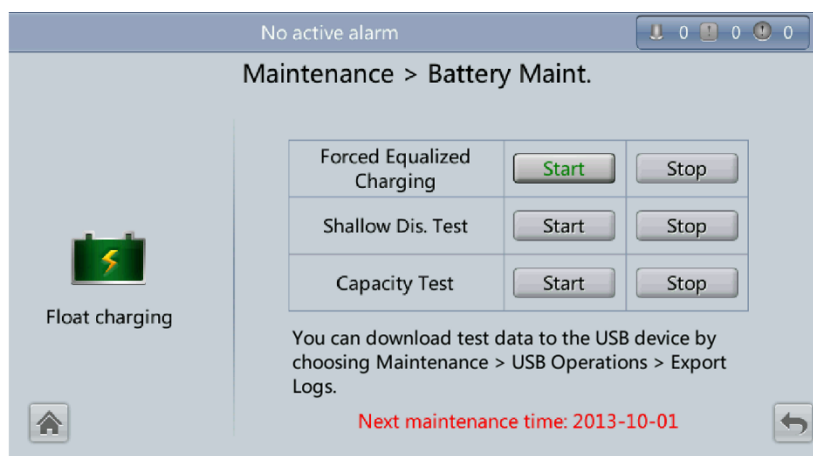 No active alarm
0 0 0
Maintenance > Battery Maint.
Forced Equalized
Charging
Start
Stop
Shallow Dis. Test
Start
Stop
Capacity Test
Start
Stop
Float charging
You can download test data to the USB device by
choosing Maintenance > USB Operations > Export
Logs.
Next maintenance time: 2013-10-01